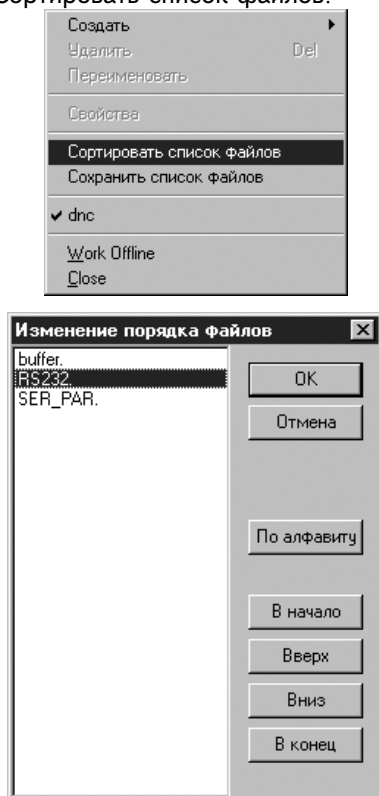 Сортировать список файлов.
Создать
Удалить Del
Переименовать
Свойства
Сортировать список файлов
Сохранить список файлов
dnc
Work Offline
Close
Изменение порядка файлов
buffer.
RS232.
SER_PAR.
OK
Отмена
По алфавиту
В начало
Вверх
Вниз
В конец